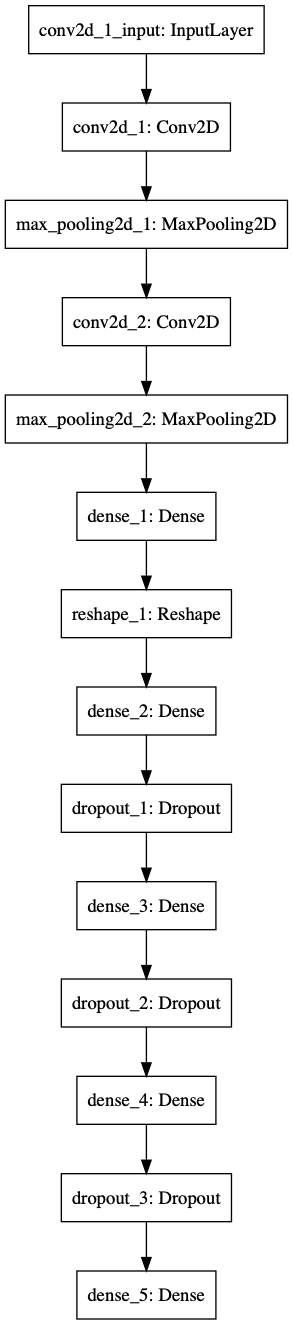 conv2d_1_input: InputLayer
conv2d_1: Conv2D
max_pooling2d_1: MaxPooling2D
conv2d_2: Conv2D
max_pooling2d_2: MaxPooling2D
dense_1: Dense
reshape_1: Reshape
dense_2: Dense
dropout_1: Dropout
dense_3: Dense
dropout_2: Dropout
dense_4: Dense
dropout_3: Dropout
dense_5: Dense